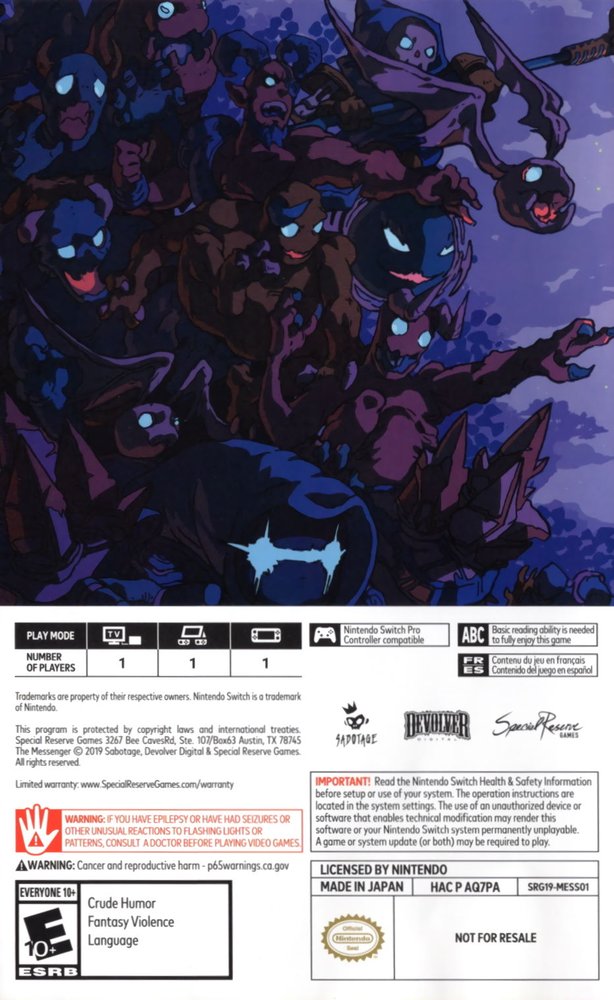 PLAY MODE
TV
NUMBER
OF PLAYERS
1
1
1
Nintendo Switch Pro
Controller compatible
ABC
Basic reading ability is needed
to fully enjoy this game
FR
ES
Contenu du jeu en français
Contenido del juego en español
Trademarks are property of their respective owners. Nintendo Switch is a trademark
of Nintendo.
This program is protected by copyright laws and international treaties.
Special Reserve Games 3267 Bee CavesRd, Ste. 107/Box63 Austin, TX 78745
The Messenger © 2019 Sabotage, Devolver Digital & Special Reserve Games.
All rights reserved.
Limited warranty: www.SpecialReserveGames.com/warranty
SABOTAGE
DEVOLVER
DIGITAL
Special Reserve
GAMES
WARNING: IF YOU HAVE EPILEPSY OR HAVE HAD SEIZURES OR
OTHER UNUSUAL REACTIONS TO FLASHING LIGHTS OR
PATTERNS, CONSULT A DOCTOR BEFORE PLAYING VIDEO GAMES.
WARNING: Cancer and reproductive harm - p65warnings.ca.gov
IMPORTANT! Read the Nintendo Switch Health & Safety Information
before setup or use of your system. The operation instructions are
located in the system settings. The use of an unauthorized device or
software that enables technical modification may render this
software or your Nintendo Switch system permanently unplayable.
A game or system update (or both) may be required to play.
EVERYONE 10+
E
10+
ESRB
Crude Humor
Fantasy Violence
Language
LICENSED BY NINTENDO
MADE IN JAPAN
HAC P AQ7PA
SRG19-MESS01
Official
Nintendo
Seal
NOT FOR RESALE